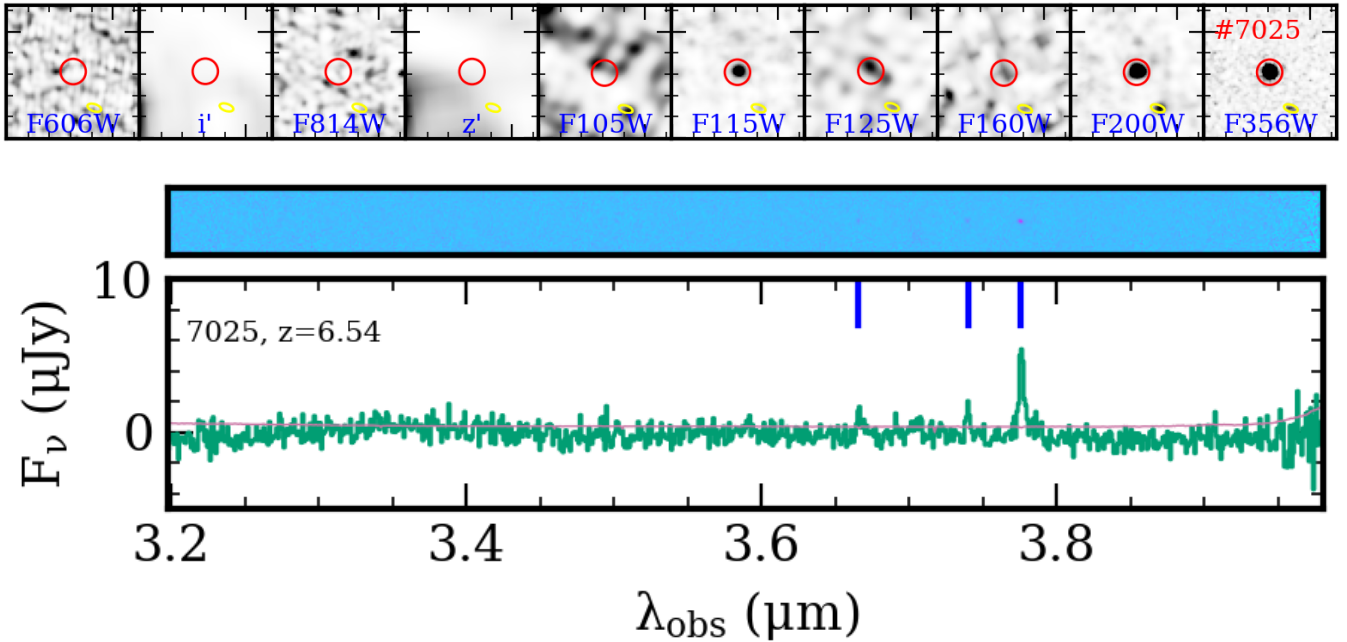 #7025
F606W i' F814W z' F105W F115W F125W F160W F200W F356W
10
7025, z=6.54
0
Fν (μJy)
3.2 3.4 3.6 3.8
λobs (μm)